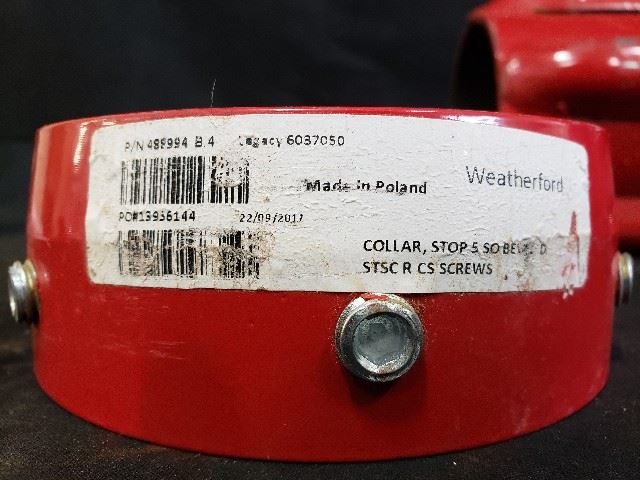 P/N 488994 B.4 Legacy 6037050
Made in Poland
Weatherford
PO#13936144 22/09/2017
COLLAR, STOP 5 SO
STSC R CS SCREWS